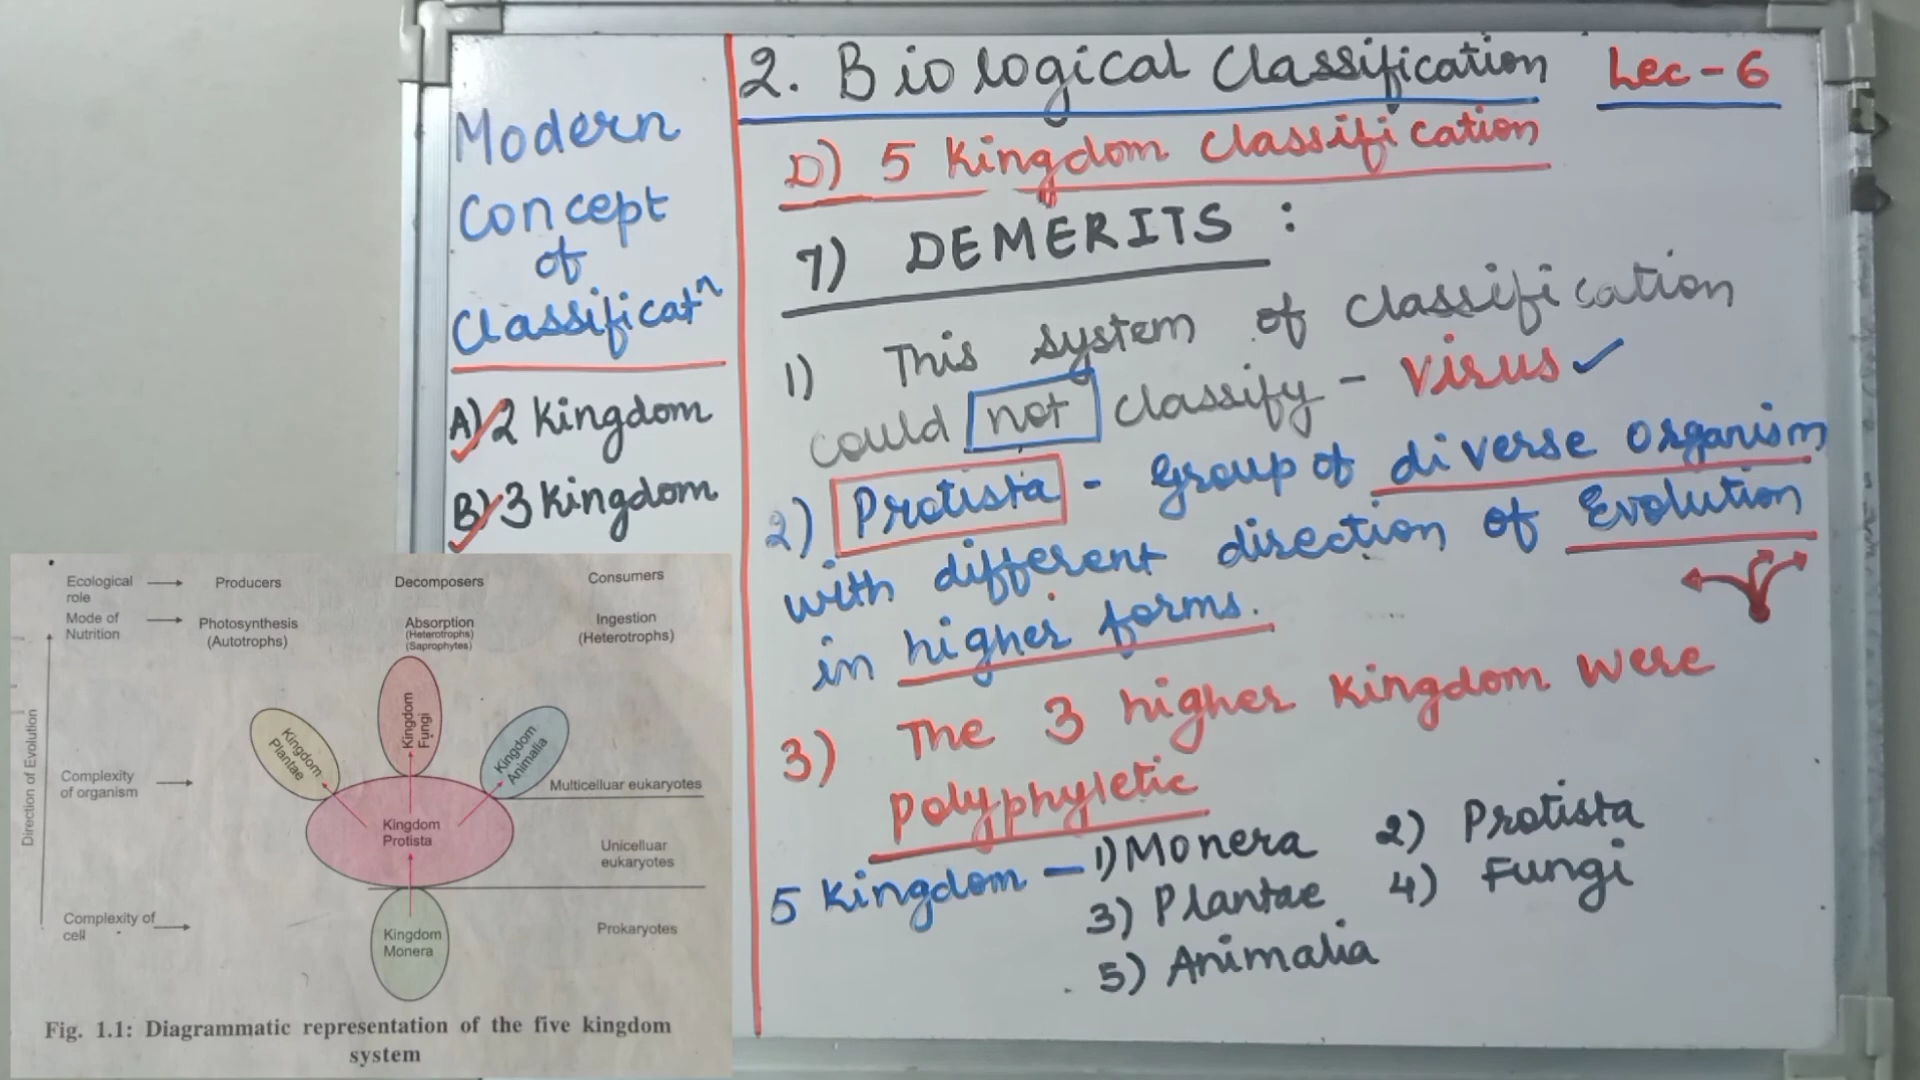 Modern
Concept
of
Classificatⁿ
A) 2 Kingdom
B) 3 Kingdom
2. Biological Classification Lec - 6
D) 5 Kingdom Classification
7) DEMERITS :
1) This system of classification
could not classify - Virus ✓
2) Protista - group of diverse organism
with different direction of Evolution
in higher forms.
3) The 3 higher Kingdom were
Polyphyletic
5 Kingdom - 1) Monera 2) Protista
3) Plantae 4) Fungi
5) Animalia
Ecological role → Producers Decomposers Consumers
Mode of Nutrition → Photosynthesis (Autotrophs) Absorption (Heterotrophs) (Saprophytes) Ingestion (Heterotrophs)
Direction of Evolution
Kingdom Plantae
Kingdom Fungi
Kingdom Animalia
Complexity of organism → Multicelluar eukaryotes
Kingdom Protista
Unicelluar eukaryotes
Complexity of cell →
Kingdom Monera
Prokaryotes
Fig. 1.1: Diagrammatic representation of the five kingdom
system